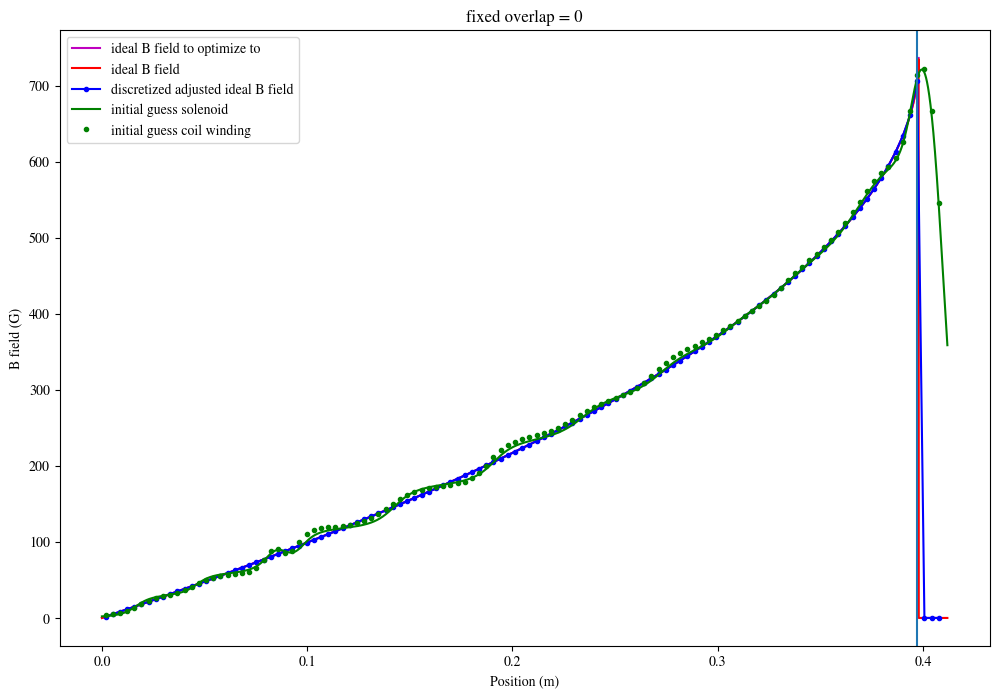 fixed overlap = 0
ideal B field to optimize to
ideal B field
discretized adjusted ideal B field
initial guess solenoid
initial guess coil winding
B field (G)
700
600
500
400
300
200
100
0
0.0 0.1 0.2 0.3 0.4
Position (m)